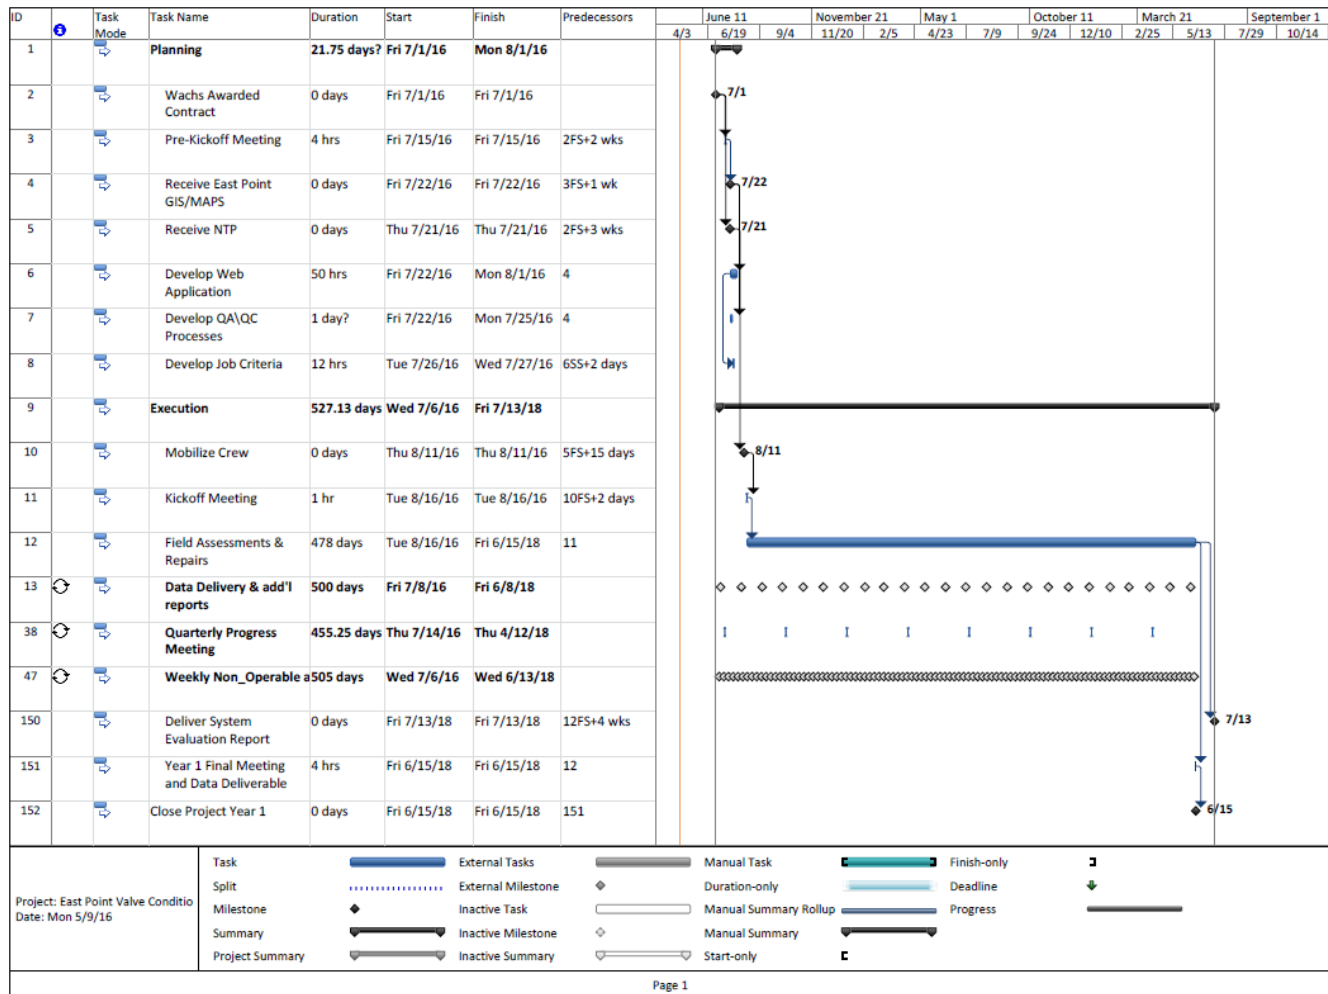 ID Task Mode Task Name Duration Start Finish Predecessors
June 11 November 21 May 1 October 11 March 21 September 1
4/3 6/19 9/4 11/20 2/5 4/23 7/9 9/24 12/10 2/25 5/13 7/29 10/14
1 Planning 21.75 days? Fri 7/1/16 Mon 8/1/16
2 Wachs Awarded Contract 0 days Fri 7/1/16 Fri 7/1/16 7/1
3 Pre-Kickoff Meeting 4 hrs Fri 7/15/16 Fri 7/15/16 2FS+2 wks
4 Receive East Point GIS/MAPS 0 days Fri 7/22/16 Fri 7/22/16 3FS+1 wk 7/22
5 Receive NTP 0 days Thu 7/21/16 Thu 7/21/16 2FS+3 wks 7/21
6 Develop Web Application 50 hrs Fri 7/22/16 Mon 8/1/16 4
7 Develop QA\QC Processes 1 day? Fri 7/22/16 Mon 7/25/16 4
8 Develop Job Criteria 12 hrs Tue 7/26/16 Wed 7/27/16 6SS+2 days
9 Execution 527.13 days Wed 7/6/16 Fri 7/13/18
10 Mobilize Crew 0 days Thu 8/11/16 Thu 8/11/16 5FS+15 days 8/11
11 Kickoff Meeting 1 hr Tue 8/16/16 Tue 8/16/16 10FS+2 days
12 Field Assessments & Repairs 478 days Tue 8/16/16 Fri 6/15/18 11
13 Data Delivery & add'l reports 500 days Fri 7/8/16 Fri 6/8/18
38 Quarterly Progress Meeting 455.25 days Thu 7/14/16 Thu 4/12/18
47 Weekly Non_Operable a 505 days Wed 7/6/16 Wed 6/13/18
150 Deliver System Evaluation Report 0 days Fri 7/13/18 Fri 7/13/18 12FS+4 wks 7/13
151 Year 1 Final Meeting and Data Deliverable 4 hrs Fri 6/15/18 Fri 6/15/18 12
152 Close Project Year 1 0 days Fri 6/15/18 Fri 6/15/18 151 6/15
Project: East Point Valve Conditio
Date: Mon 5/9/16
Task External Tasks Manual Task Finish-only
Split External Milestone Duration-only Deadline
Milestone Inactive Task Manual Summary Rollup Progress
Summary Inactive Milestone Manual Summary
Project Summary Inactive Summary Start-only
Page 1